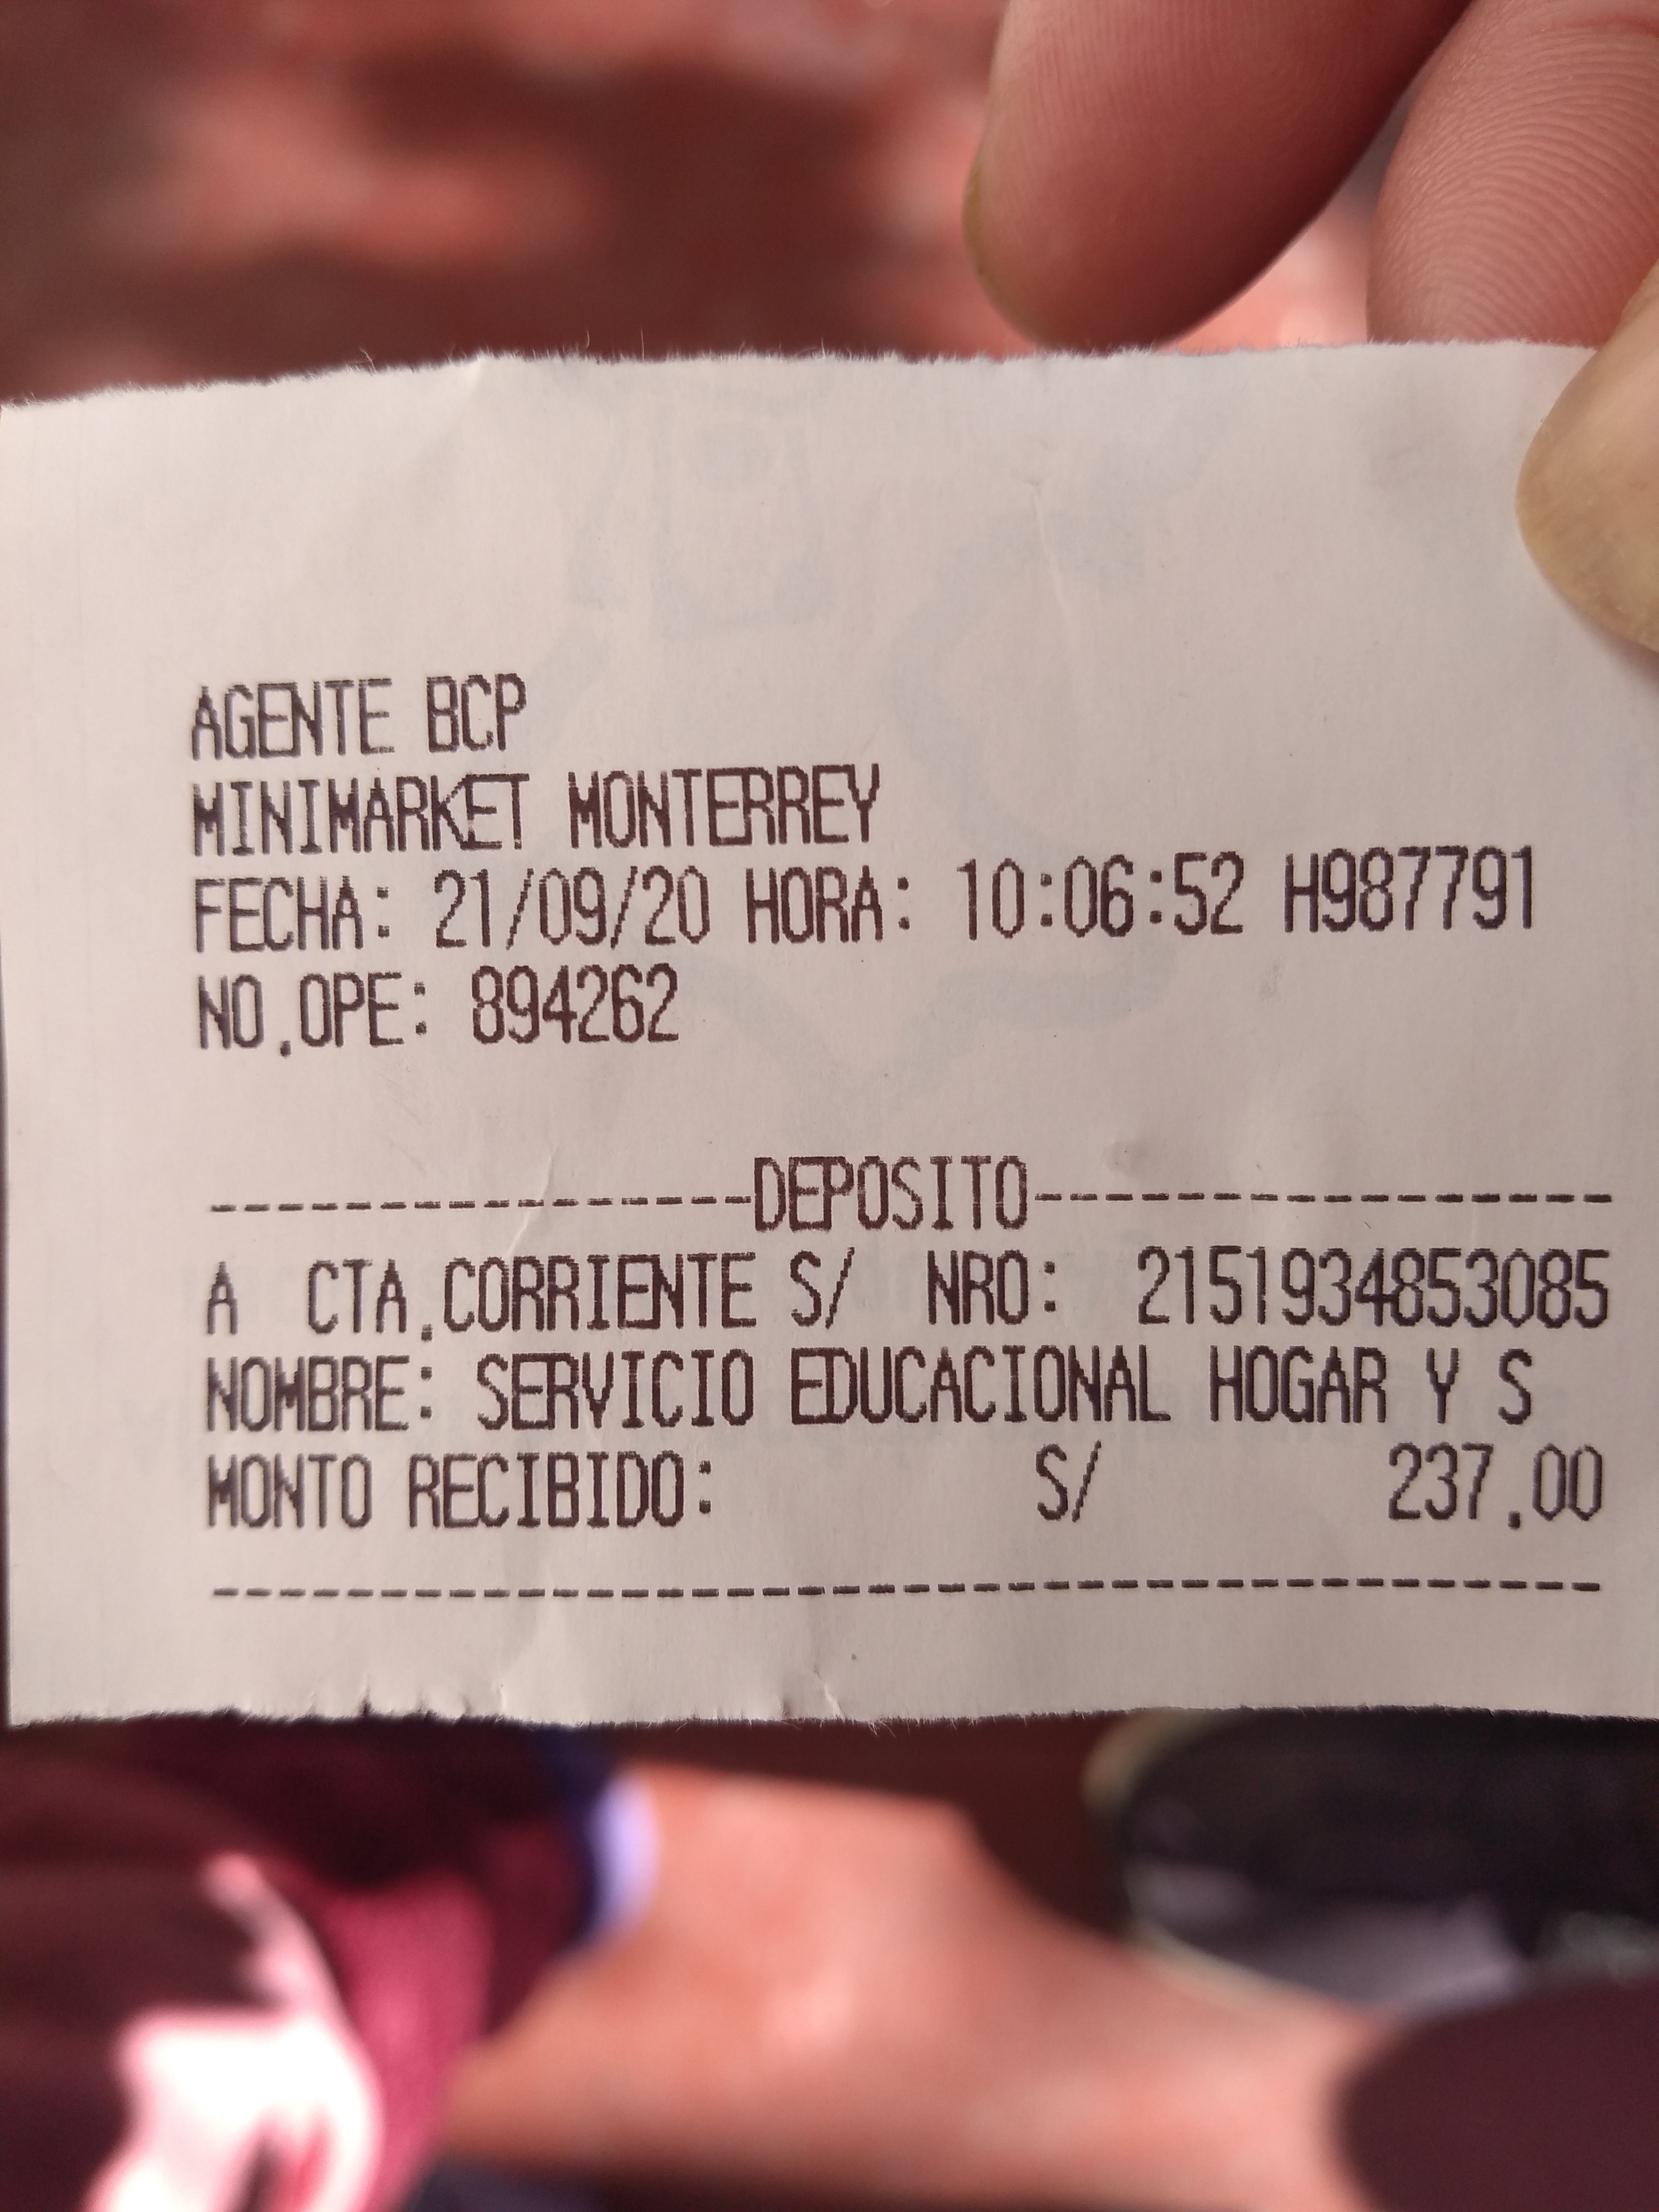 AGENTE BCP
MINIMARKET MONTERREY
FECHA: 21/09/20 HORA: 10:06:52 H987791
NO.OPE: 894262
----------------DEPOSITO-----------------
A CTA.CORRIENTE S/ NRO: 2151934853085
NOMBRE: SERVICIO EDUCACIONAL HOGAR Y S
MONTO RECIBIDO: S/ 237.00
------------------------------------------